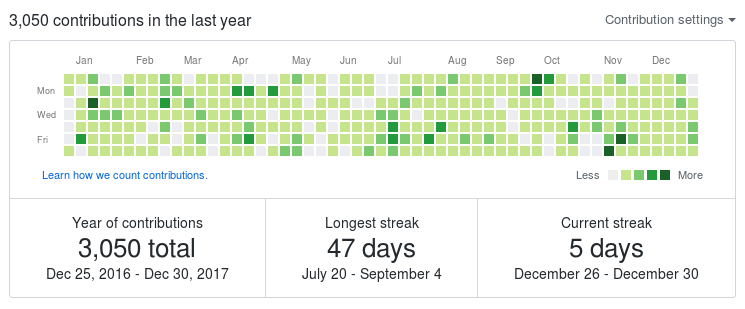 3,050 contributions in the last year
Contribution settings
Jan Feb Mar Apr May Jun Jul Aug Sep Oct Nov Dec
Mon
Wed
Fri
Learn how we count contributions.
Less More
Year of contributions
3,050 total
Dec 25, 2016 - Dec 30, 2017
Longest streak
47 days
July 20 - September 4
Current streak
5 days
December 26 - December 30